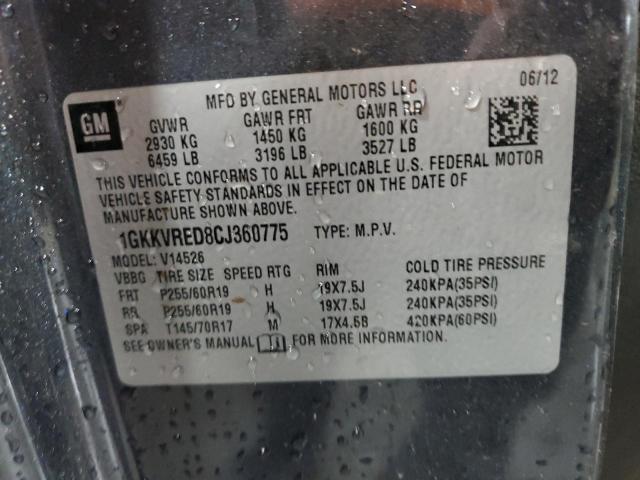 MFD BY GENERAL MOTORS LLC 06/12
GM
GVWR GAWR FRT GAWR RR
2930 KG 1450 KG 1600 KG
6459 LB 3196 LB 3527 LB
THIS VEHICLE CONFORMS TO ALL APPLICABLE U.S. FEDERAL MOTOR
VEHICLE SAFETY STANDARDS IN EFFECT ON THE DATE OF
MANUFACTURE SHOWN ABOVE.
1GKKVRED8CJ360775 TYPE: M.P.V.
MODEL: V14526
VBBG TIRE SIZE SPEED RTG RIM COLD TIRE PRESSURE
FRT P255/60R19 H 19X7.5J 240KPA(35PSI)
RR P255/60R19 H 19X7.5J 240KPA(35PSI)
SPA T145/70R17 M 17X4.5B 420KPA(60PSI)
SEE OWNER'S MANUAL FOR MORE INFORMATION.